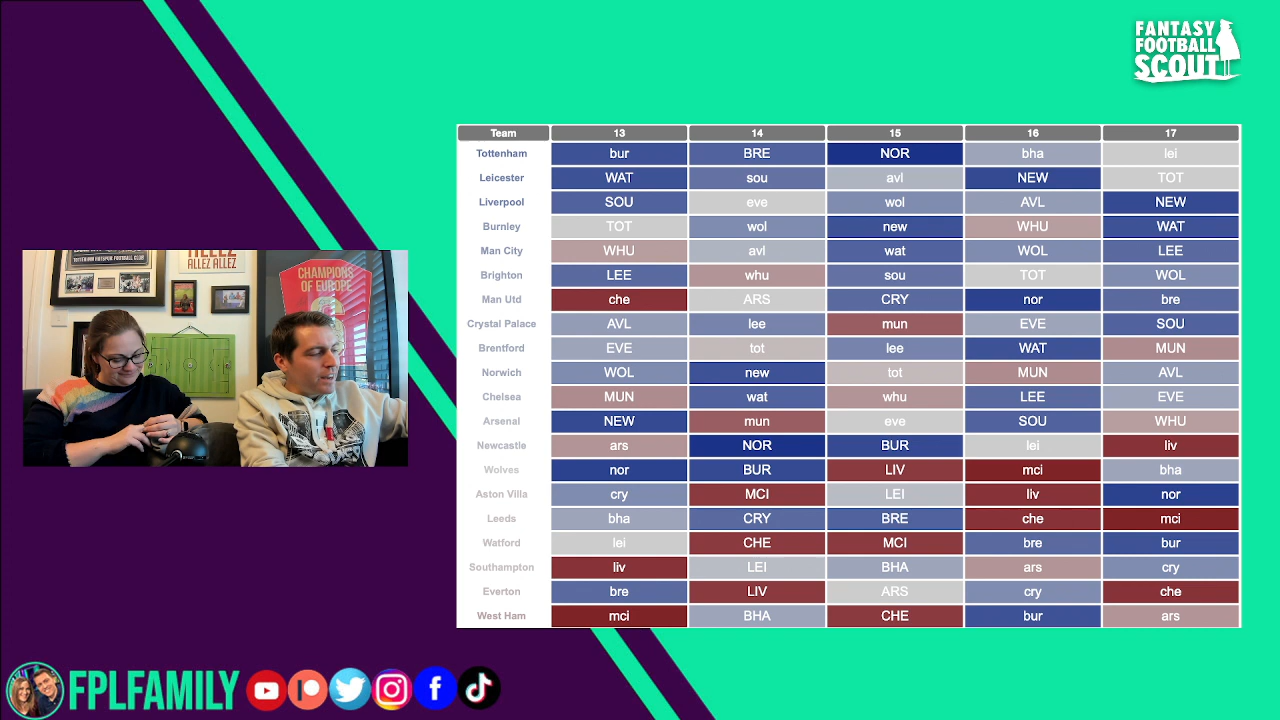 FANTASY
FOOTBALL
SCOUT
Team 13 14 15 16 17
Tottenham bur BRE NOR bha lei
Leicester WAT sou avl NEW TOT
Liverpool SOU eve wol AVL NEW
Burnley TOT wol new WHU WAT
Man City WHU avl wat WOL LEE
Brighton LEE whu sou TOT WOL
Man Utd che ARS CRY nor bre
Crystal Palace AVL lee mun EVE SOU
Brentford EVE tot lee WAT MUN
Norwich WOL new tot MUN AVL
Chelsea MUN wat whu LEE EVE
Arsenal NEW mun eve SOU WHU
Newcastle ars NOR BUR lei liv
Wolves nor BUR LIV mci bha
Aston Villa cry MCI LEI liv nor
Leeds bha CRY BRE che mci
Watford lei CHE MCI bre bur
Southampton liv LEI BHA ars cry
Everton bre LIV ARS cry che
West Ham mci BHA CHE bur ars
ALLEZ ALLEZ
CHAMPIONS
OF EUROPE
FPLFAMILY